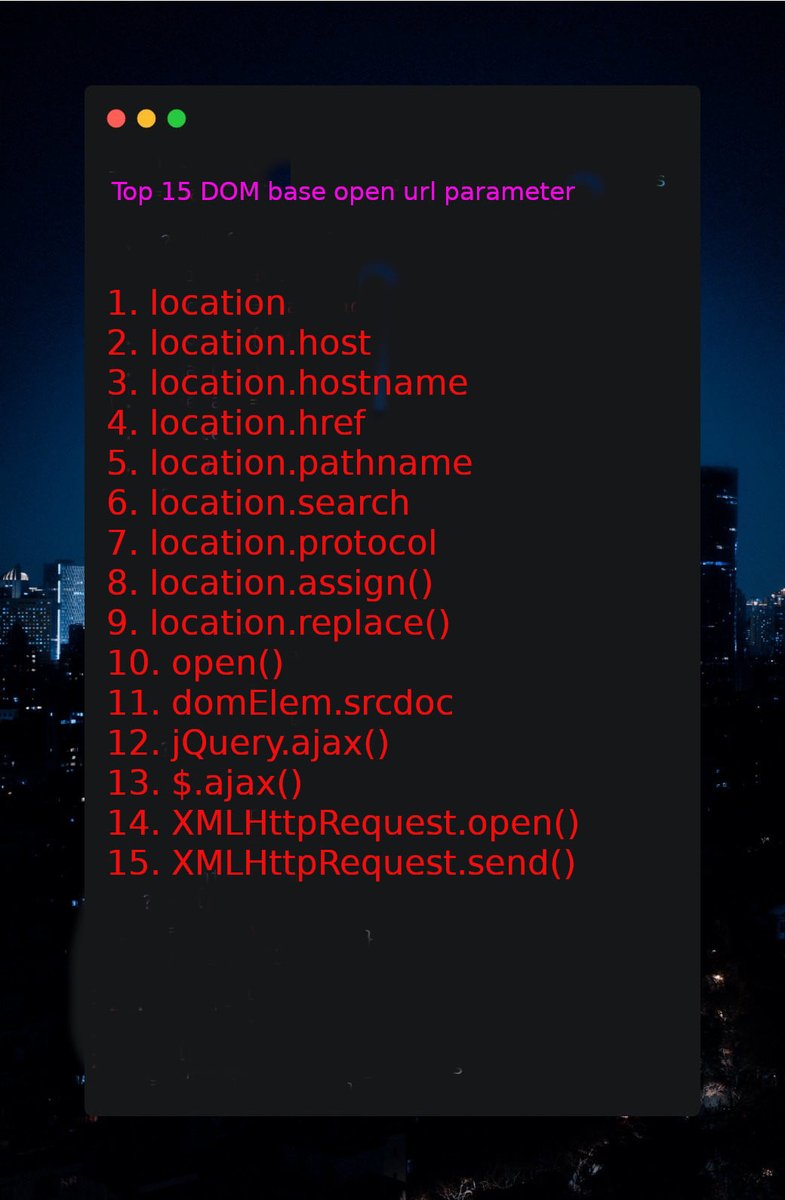 Top 15 DOM base open url parameter
1. location
2. location.host
3. location.hostname
4. location.href
5. location.pathname
6. location.search
7. location.protocol
8. location.assign()
9. location.replace()
10. open()
11. domElem.srcdoc
12. jQuery.ajax()
13. $.ajax()
14. XMLHttpRequest.open()
15. XMLHttpRequest.send()